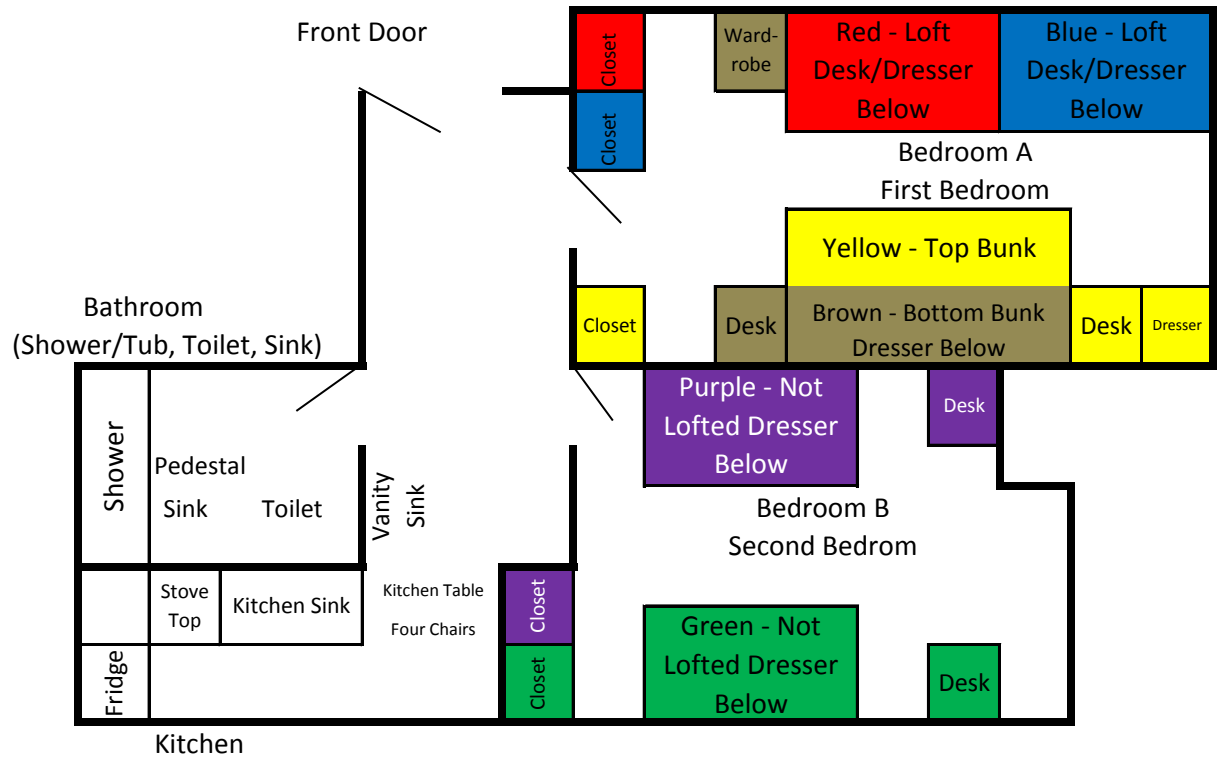 Front Door
Closet
Ward-
robe
Red - Loft
Desk/Dresser
Below
Blue - Loft
Desk/Dresser
Below
Closet
Bedroom A
First Bedroom
Yellow - Top Bunk
Closet
Desk
Brown - Bottom Bunk
Dresser Below
Desk
Dresser
Bathroom
(Shower/Tub, Toilet, Sink)
Shower
Pedestal
Sink
Toilet
Vanity
Sink
Purple - Not
Lofted Dresser
Below
Desk
Bedroom B
Second Bedrom
Stove
Top
Kitchen Sink
Kitchen Table
Four Chairs
Closet
Fridge
Closet
Green - Not
Lofted Dresser
Below
Desk
Kitchen